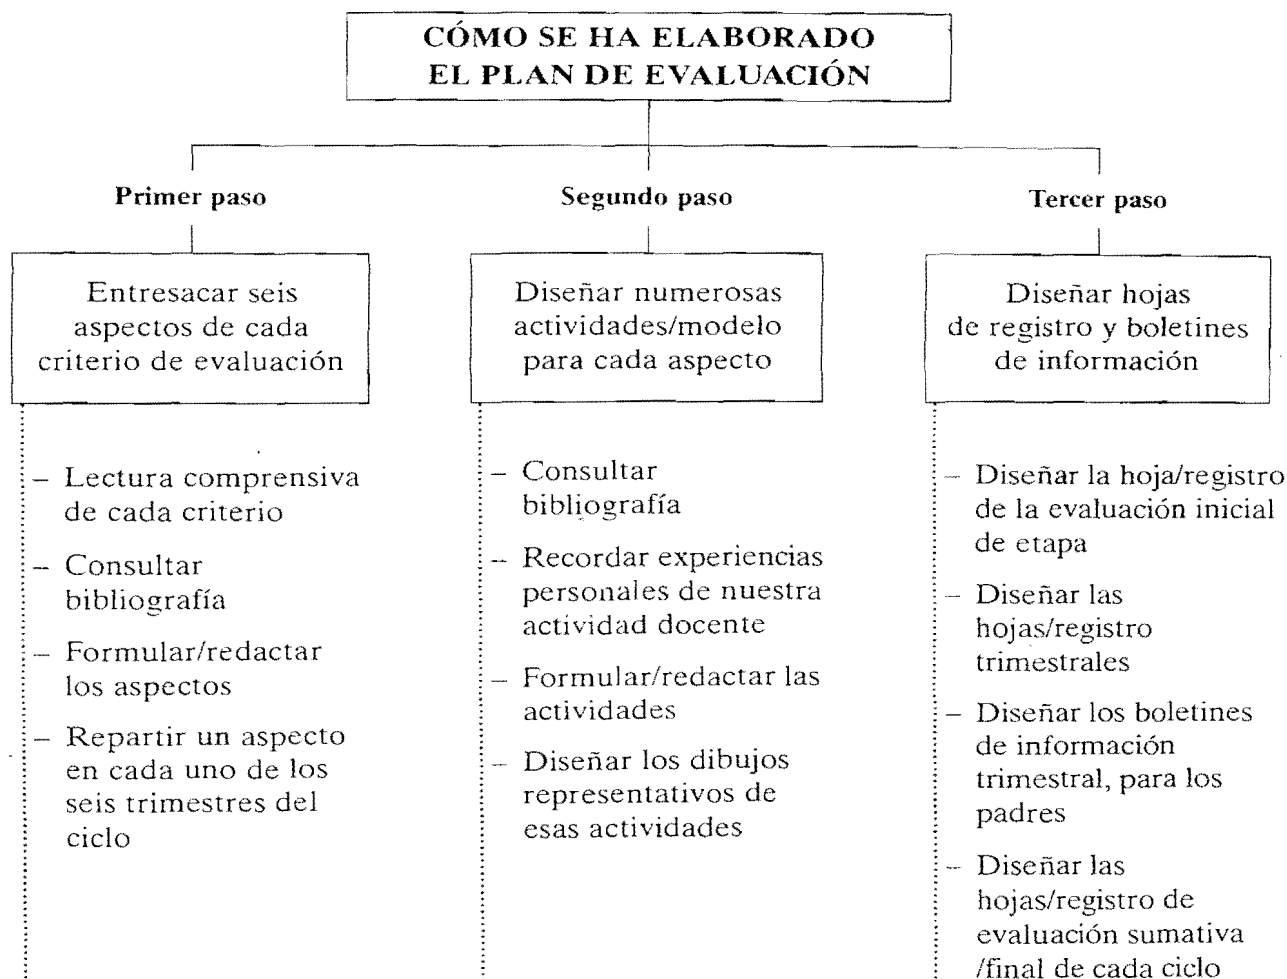 CÓMO SE HA ELABORADO
EL PLAN DE EVALUACIÓN
Primer paso
Entresacar seis
aspectos de cada
criterio de evaluación
– Lectura comprensiva
de cada criterio
– Consultar
bibliografía
– Formular/redactar
los aspectos
– Repartir un aspecto
en cada uno de los
seis trimestres del
ciclo
Segundo paso
Diseñar numerosas
actividades/modelo
para cada aspecto
– Consultar
bibliografía
– Recordar experiencias
personales de nuestra
actividad docente
– Formular/redactar las
actividades
– Diseñar los dibujos
representativos de
esas actividades
Tercer paso
Diseñar hojas
de registro y boletines
de información
– Diseñar la hoja/registro
de la evaluación inicial
de etapa
– Diseñar las
hojas/registro
trimestrales
– Diseñar los boletines
de información
trimestral, para los
padres
– Diseñar las
hojas/registro de
evaluación sumativa
/final de cada ciclo